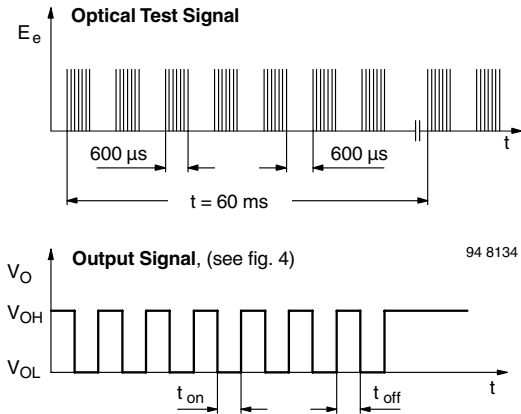 Optical Test Signal
E e
t
600 µs 600 µs
t = 60 ms
Output Signal, (see fig. 4) 94 8134
V O
V OH
V OL
t
t on t off